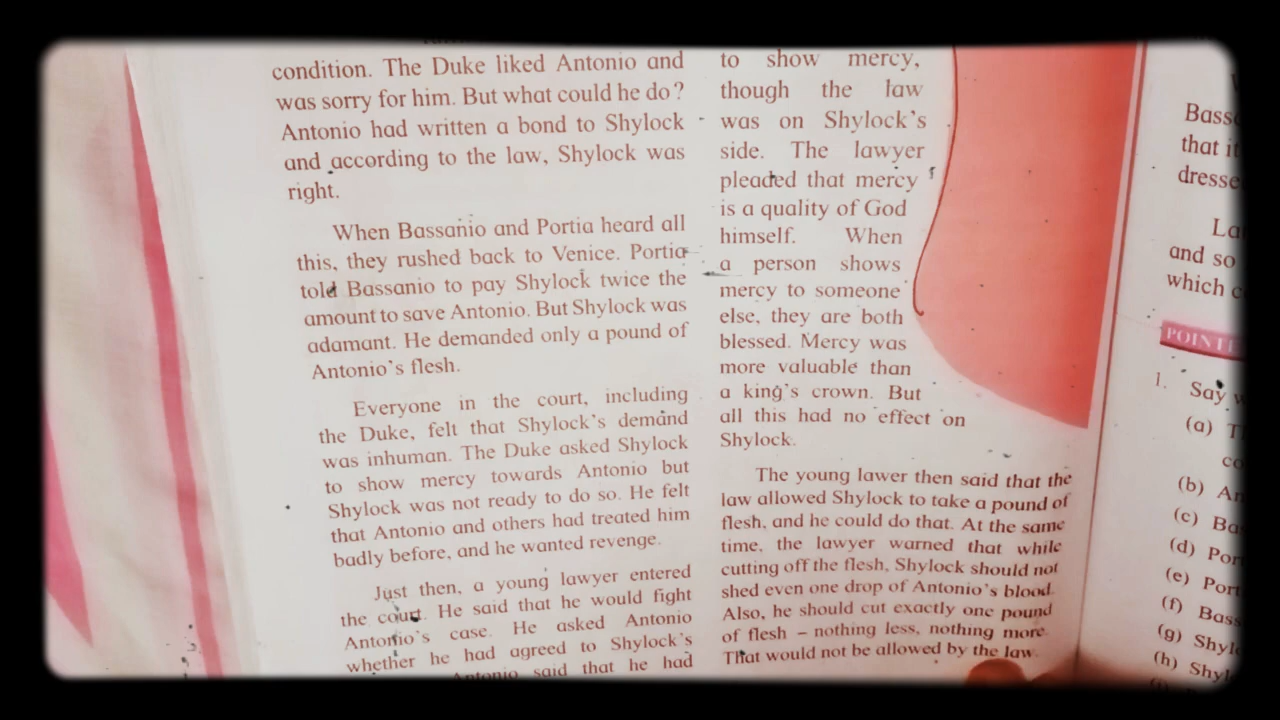 condition. The Duke liked Antonio and
was sorry for him. But what could he do?
Antonio had written a bond to Shylock
and according to the law, Shylock was
right.
When Bassanio and Portia heard all
this, they rushed back to Venice. Portia
told Bassanio to pay Shylock twice the
amount to save Antonio. But Shylock was
adamant. He demanded only a pound of
Antonio's flesh.
Everyone in the court, including
the Duke, felt that Shylock's demand
was inhuman. The Duke asked Shylock
to show mercy towards Antonio but
Shylock was not ready to do so. He felt
that Antonio and others had treated him
badly before, and he wanted revenge.
Just then, a young lawyer entered
the court. He said that he would fight
Antonio's case. He asked Antonio
whether he had agreed to Shylock's
Antonio said that he had
to show mercy,
though the law
was on Shylock's
side. The lawyer
pleaded that mercy
is a quality of God
himself. When
a person shows
mercy to someone
else, they are both
blessed. Mercy was
more valuable than
a king's crown. But
all this had no effect on
Shylock.
The young lawer then said that the
law allowed Shylock to take a pound of
flesh, and he could do that. At the same
time, the lawyer warned that while
cutting off the flesh, Shylock should not
shed even one drop of Antonio's blood.
Also, he should cut exactly one pound
of flesh – nothing less, nothing more.
That would not be allowed by the law.
that
and so
which
1. Say
(a)
(b)
(c)
(d)
(e)
(f)
(g)
(h)